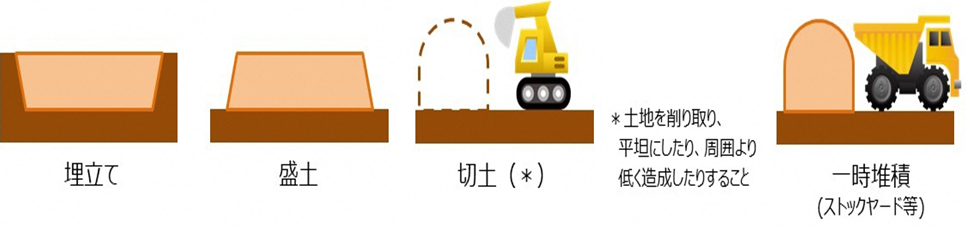 埋立て
盛土
切土（＊）
＊土地を削り取り、
平坦にしたり、周囲より
低く造成したりすること
一時堆積
(ストックヤード等)